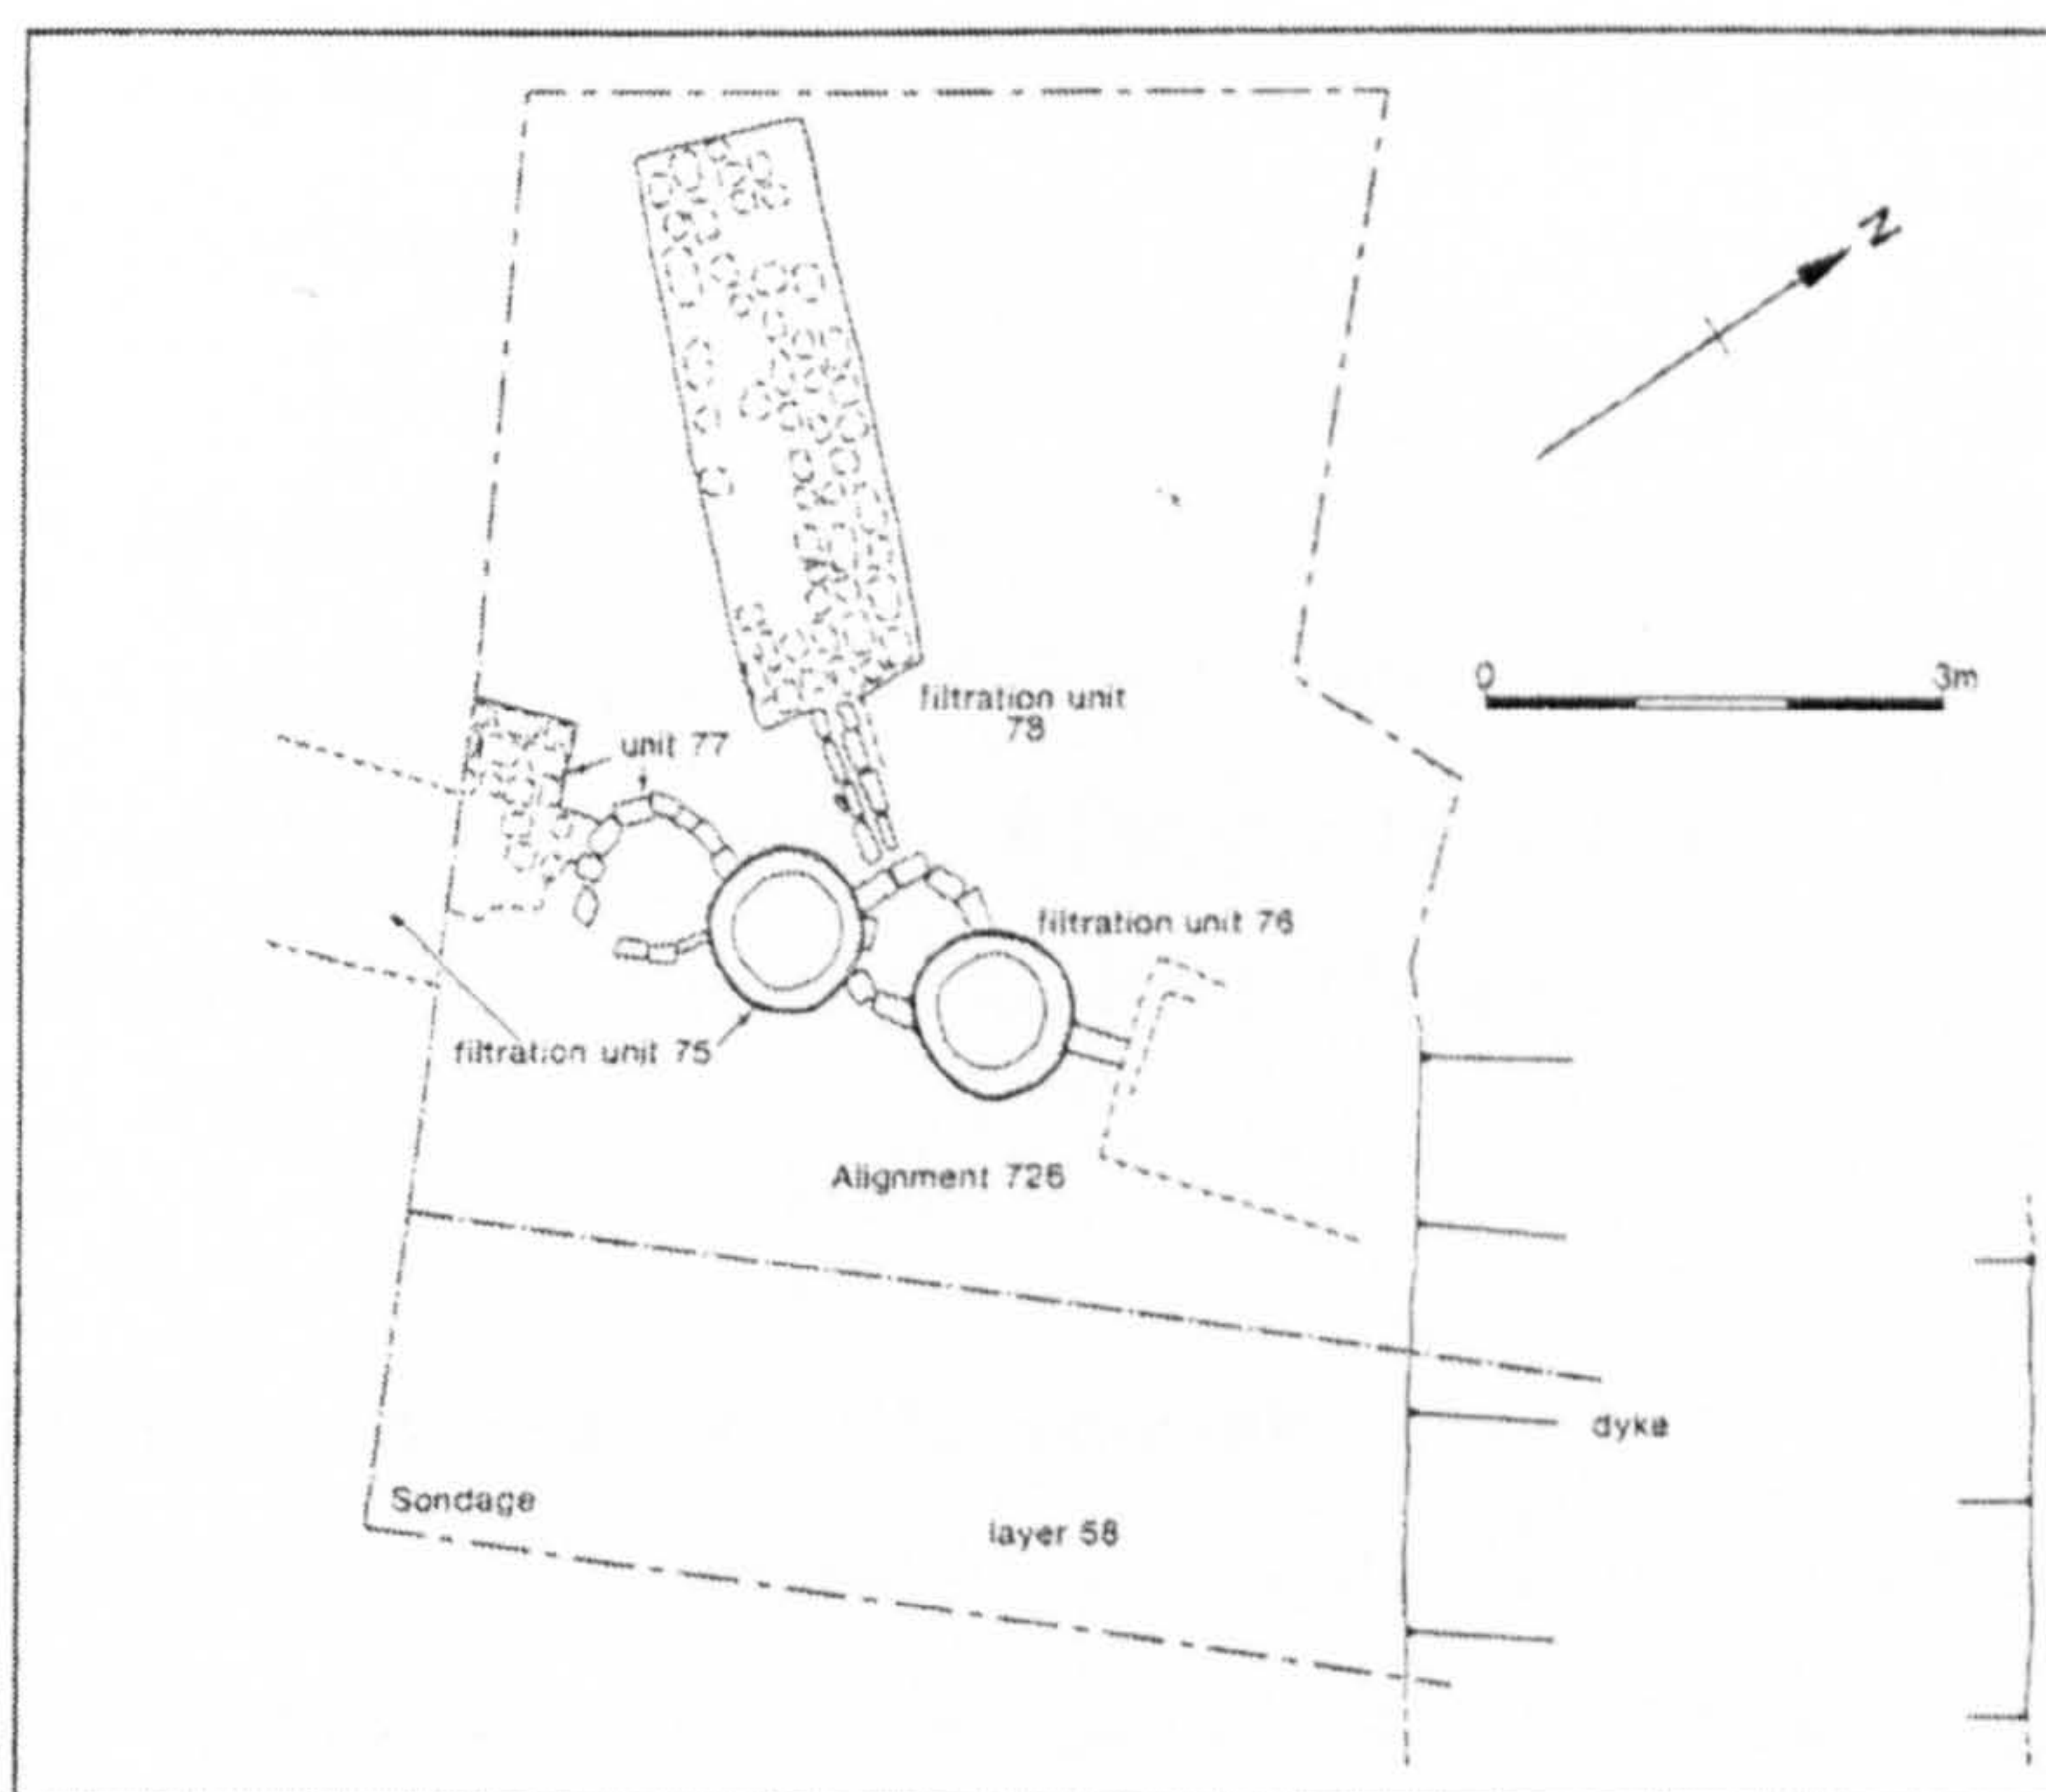 N
0 3m
filtration unit
78
unit 77
filtration unit 76
filtration unit 75
Alignment 726
dyke
Sondage
layer 58